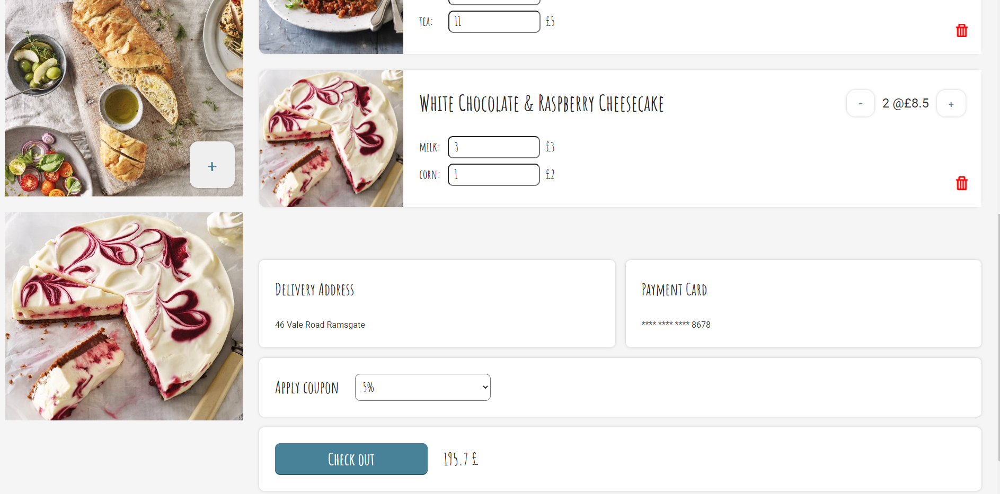 TEA: 11 £5
White Chocolate & Raspberry Cheesecake
- 2 @£8.5 +
MILK: 3 £3
CORN: 1 £2
+
Delivery Address
46 Vale Road Ramsgate
Payment Card
**** **** **** 8678
Apply coupon 5%
Check out 195.7 £